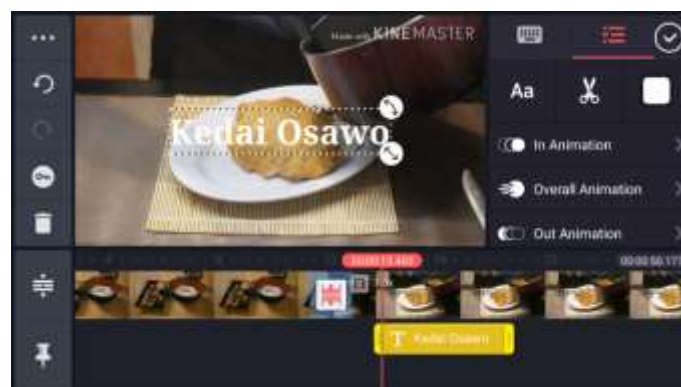 Made with KINEMASTER
Kedai Osawo
Aa
In Animation
Overall Animation
Out Animation
T Kedai Osawo